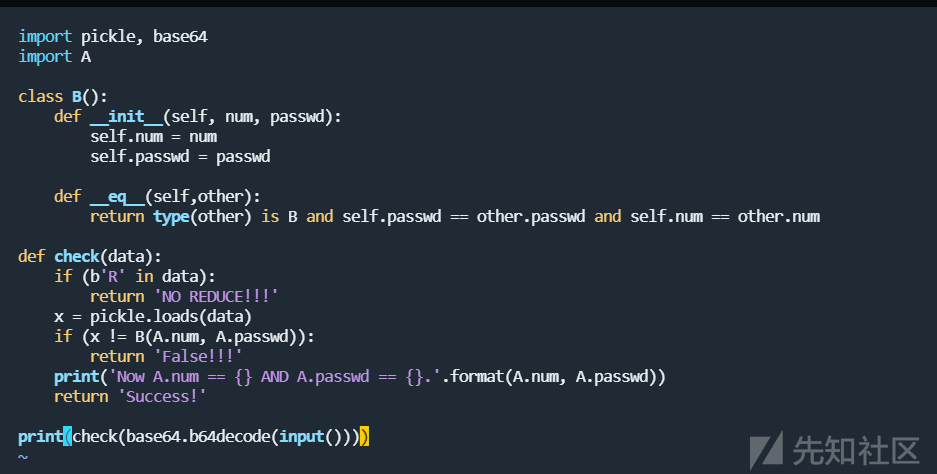 import pickle, base64
import A
class B():
    def __init__(self, num, passwd):
        self.num = num
        self.passwd = passwd
    def __eq__(self,other):
        return type(other) is B and self.passwd == other.passwd and self.num == other.num
def check(data):
    if (b'R' in data):
        return 'NO REDUCE!!!'
    x = pickle.loads(data)
    if (x != B(A.num, A.passwd)):
        return 'False!!!'
    print('Now A.num == {} AND A.passwd == {}.'.format(A.num, A.passwd))
    return 'Success!'
print(check(base64.b64decode(input())))
~
先知社区